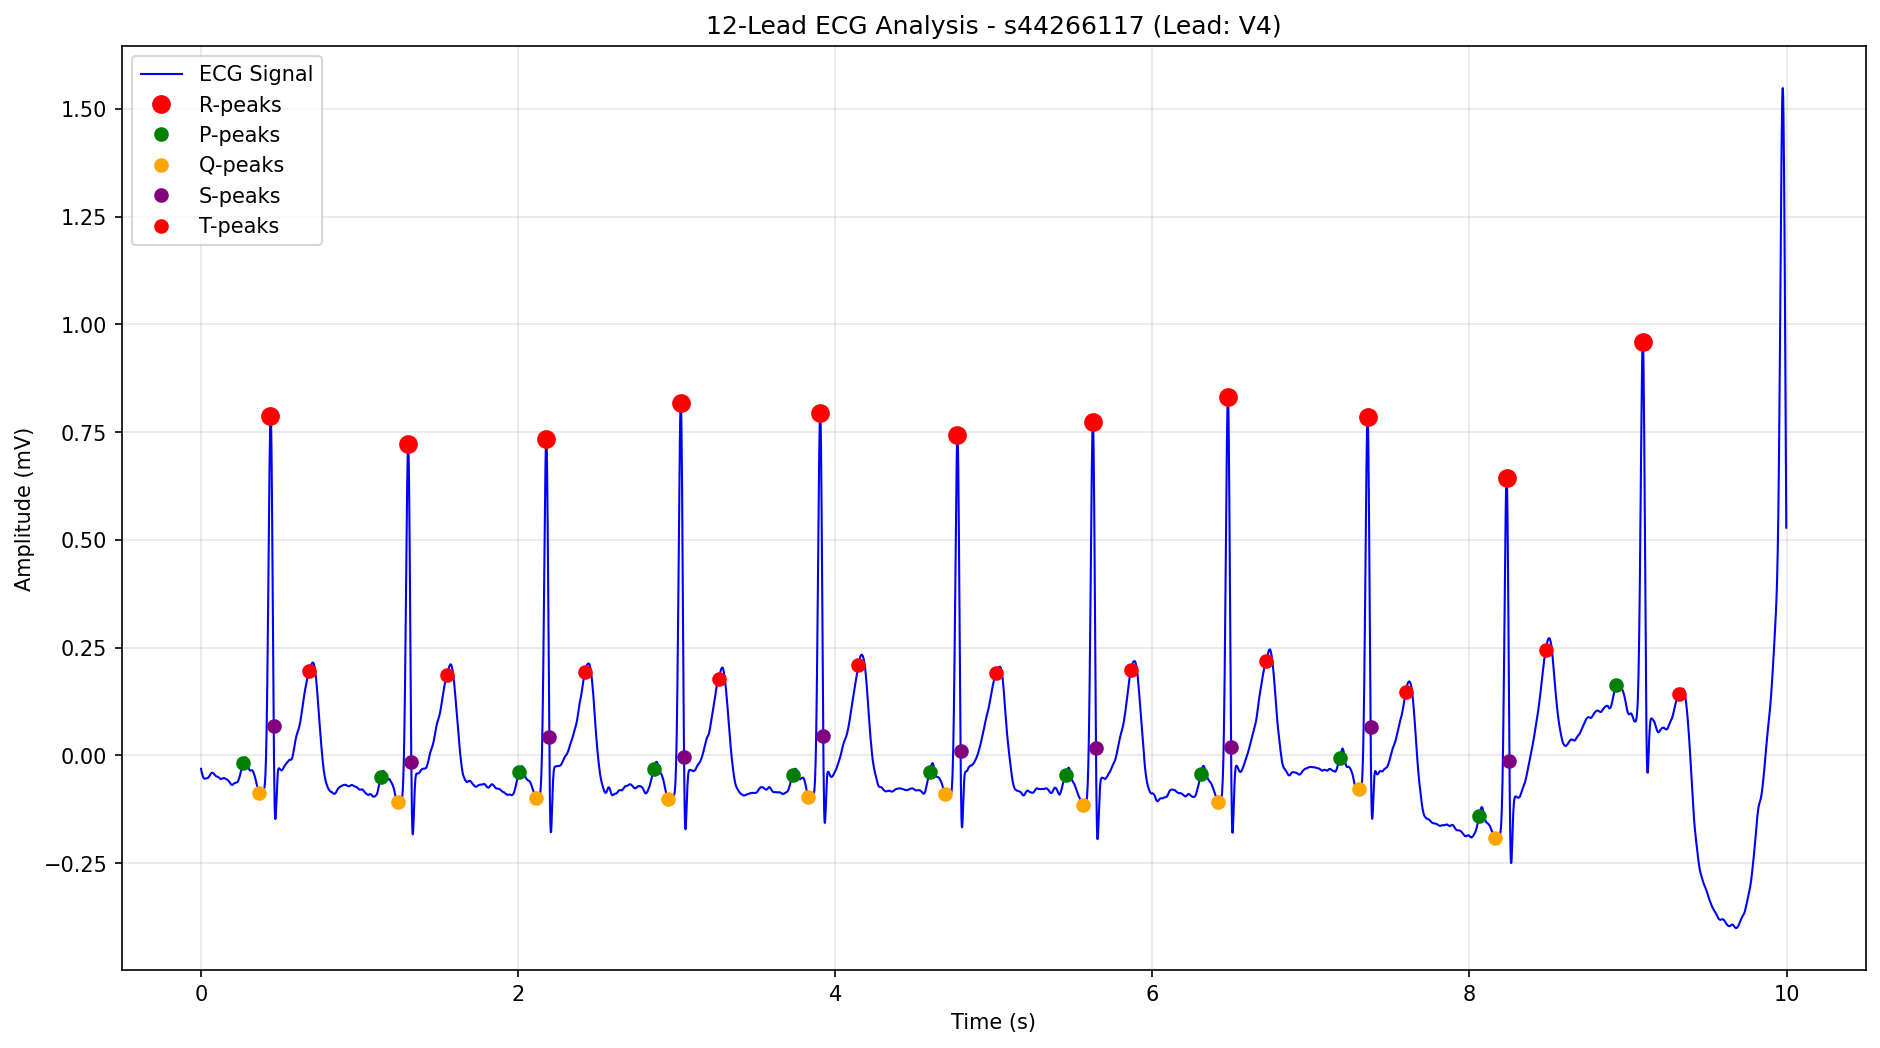 12-Lead ECG Analysis - s44266117 (Lead: V4)
ECG Signal
R-peaks
P-peaks
Q-peaks
S-peaks
T-peaks
Amplitude (mV)
1.50
1.25
1.00
0.75
0.50
0.25
0.00
−0.25
0 2 4 6 8 10
Time (s)